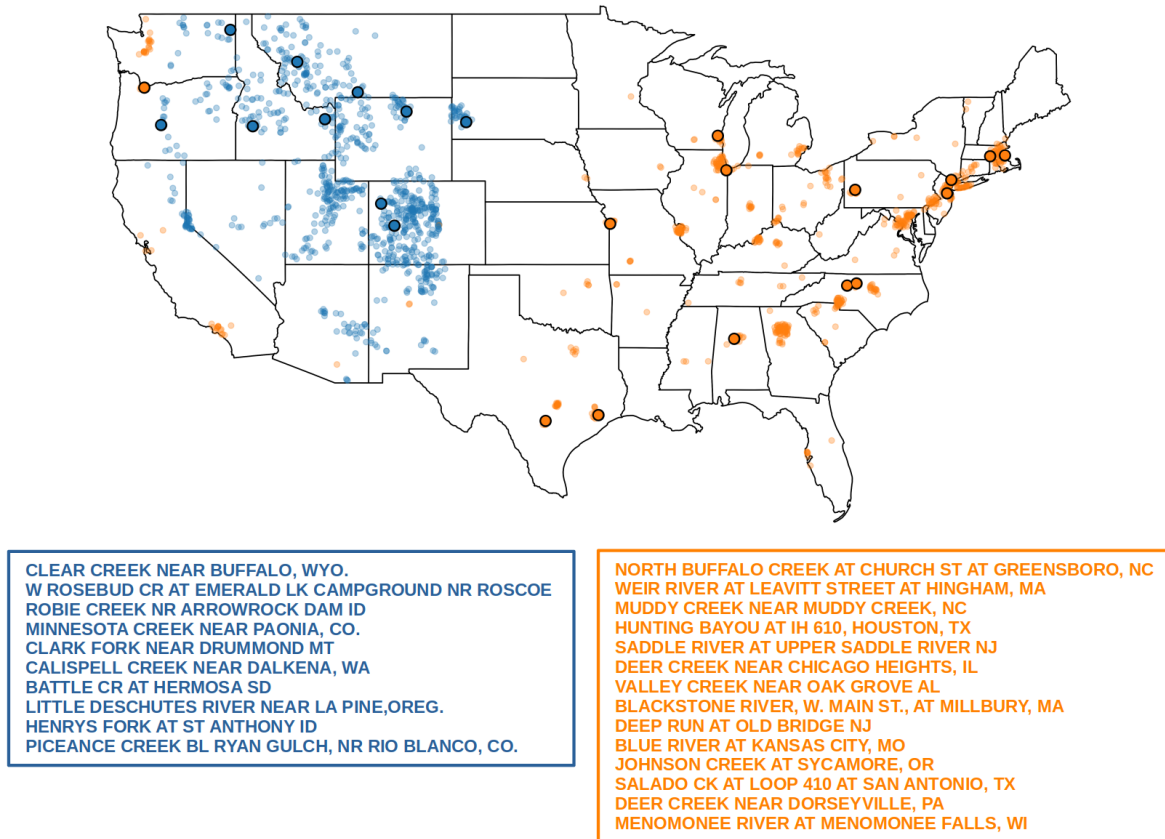 CLEAR CREEK NEAR BUFFALO, WYO.
W ROSEBUD CR AT EMERALD LK CAMPGROUND NR ROSCOE
ROBIE CREEK NR ARROWROCK DAM ID
MINNESOTA CREEK NEAR PAONIA, CO.
CLARK FORK NEAR DRUMMOND MT
CALISPELL CREEK NEAR DALKENA, WA
BATTLE CR AT HERMOSA SD
LITTLE DESCHUTES RIVER NEAR LA PINE,OREG.
HENRYS FORK AT ST ANTHONY ID
PICEANCE CREEK BL RYAN GULCH, NR RIO BLANCO, CO.
NORTH BUFFALO CREEK AT CHURCH ST AT GREENSBORO, NC
WEIR RIVER AT LEAVITT STREET AT HINGHAM, MA
MUDDY CREEK NEAR MUDDY CREEK, NC
HUNTING BAYOU AT IH 610, HOUSTON, TX
SADDLE RIVER AT UPPER SADDLE RIVER NJ
DEER CREEK NEAR CHICAGO HEIGHTS, IL
VALLEY CREEK NEAR OAK GROVE AL
BLACKSTONE RIVER, W. MAIN ST., AT MILLBURY, MA
DEEP RUN AT OLD BRIDGE NJ
BLUE RIVER AT KANSAS CITY, MO
JOHNSON CREEK AT SYCAMORE, OR
SALADO CK AT LOOP 410 AT SAN ANTONIO, TX
DEER CREEK NEAR DORSEYVILLE, PA
MENOMONEE RIVER AT MENOMONEE FALLS, WI